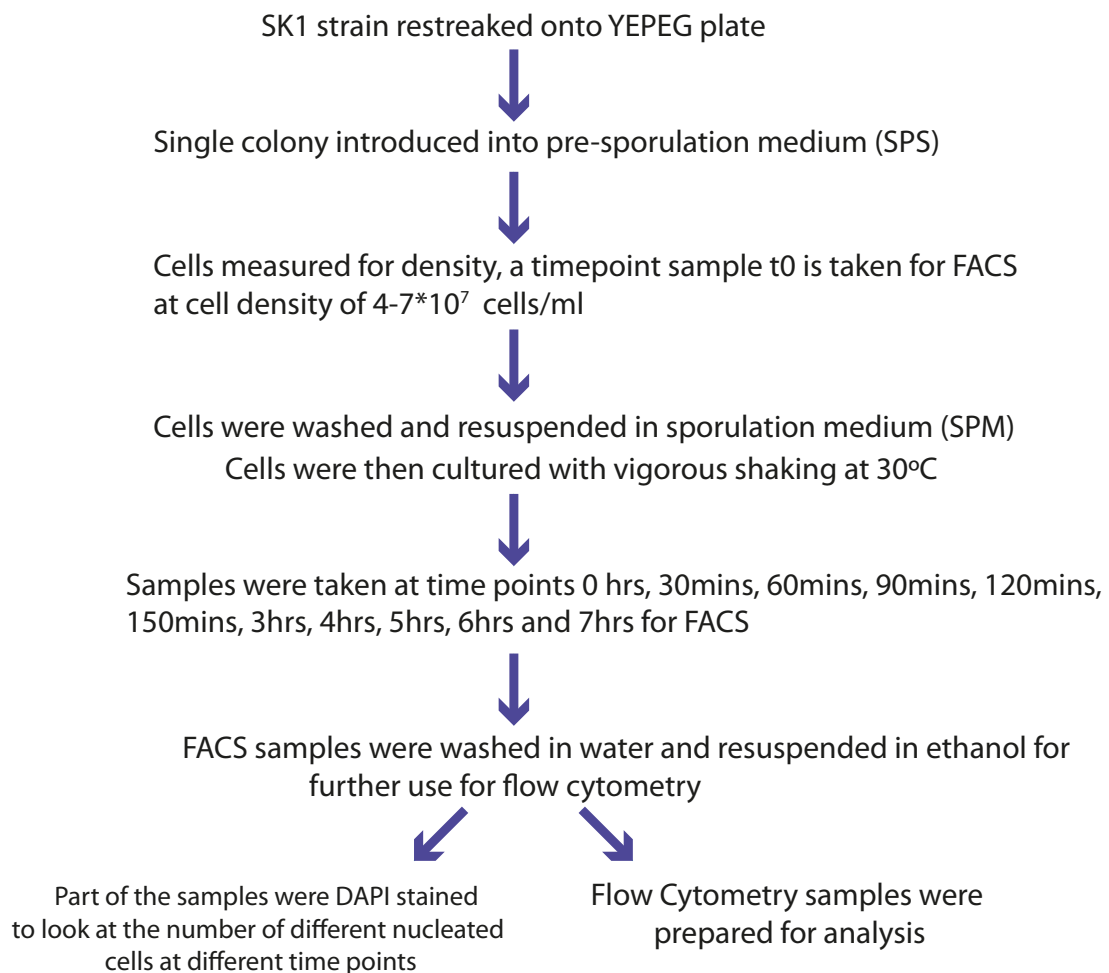 SK1 strain restreaked onto YEPEG plate
Single colony introduced into pre-sporulation medium (SPS)
Cells measured for density, a timepoint sample t0 is taken for FACS
at cell density of 4-7*10⁷ cells/ml
Cells were washed and resuspended in sporulation medium (SPM)
Cells were then cultured with vigorous shaking at 30ºC
Samples were taken at time points 0 hrs, 30mins, 60mins, 90mins, 120mins,
150mins, 3hrs, 4hrs, 5hrs, 6hrs and 7hrs for FACS
FACS samples were washed in water and resuspended in ethanol for
further use for flow cytometry
Part of the samples were DAPI stained
to look at the number of different nucleated
cells at different time points
Flow Cytometry samples were
prepared for analysis